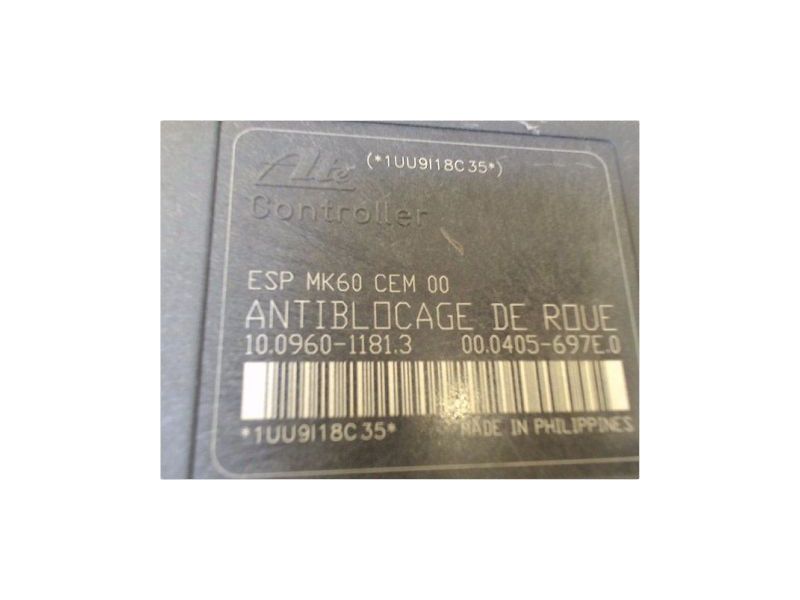 (*1UU9I18C35*)
Ate
Controller
ESP MK60 CEM 00
ANTIBLOCAGE DE ROUE
10.0960-1181.3 00.0405-697E.0
*1UU9I18C35* MADE IN PHILIPPINES